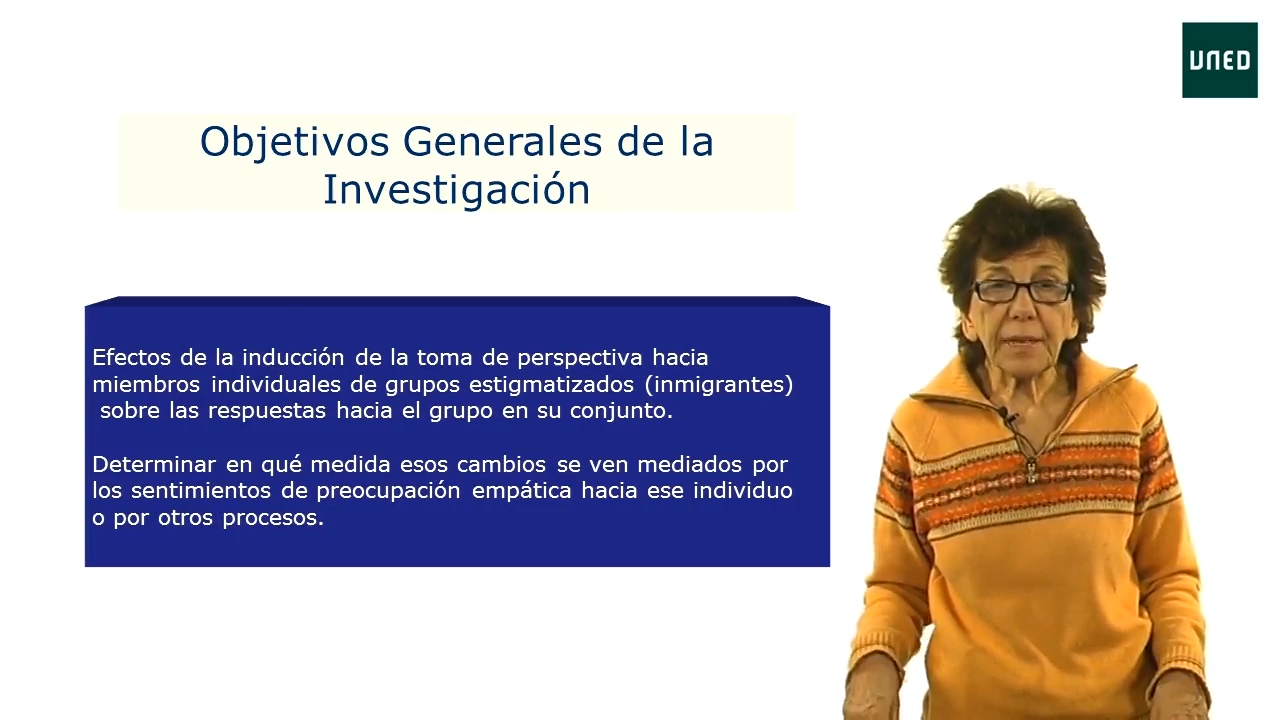 UNED
Objetivos Generales de la
Investigación
Efectos de la inducción de la toma de perspectiva hacia
miembros individuales de grupos estigmatizados (inmigrantes)
sobre las respuestas hacia el grupo en su conjunto.
Determinar en qué medida esos cambios se ven mediados por
los sentimientos de preocupación empática hacia ese individuo
o por otros procesos.